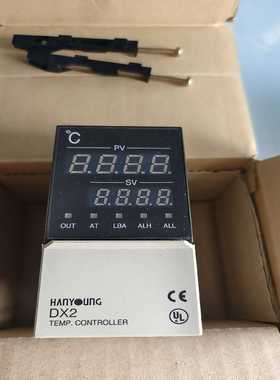 °C
PV
8.8.8.8
SV
8.8.8.8
OUT AT LBA ALH ALL
HANYOUNG
DX2
TEMP. CONTROLLER
CE
UL